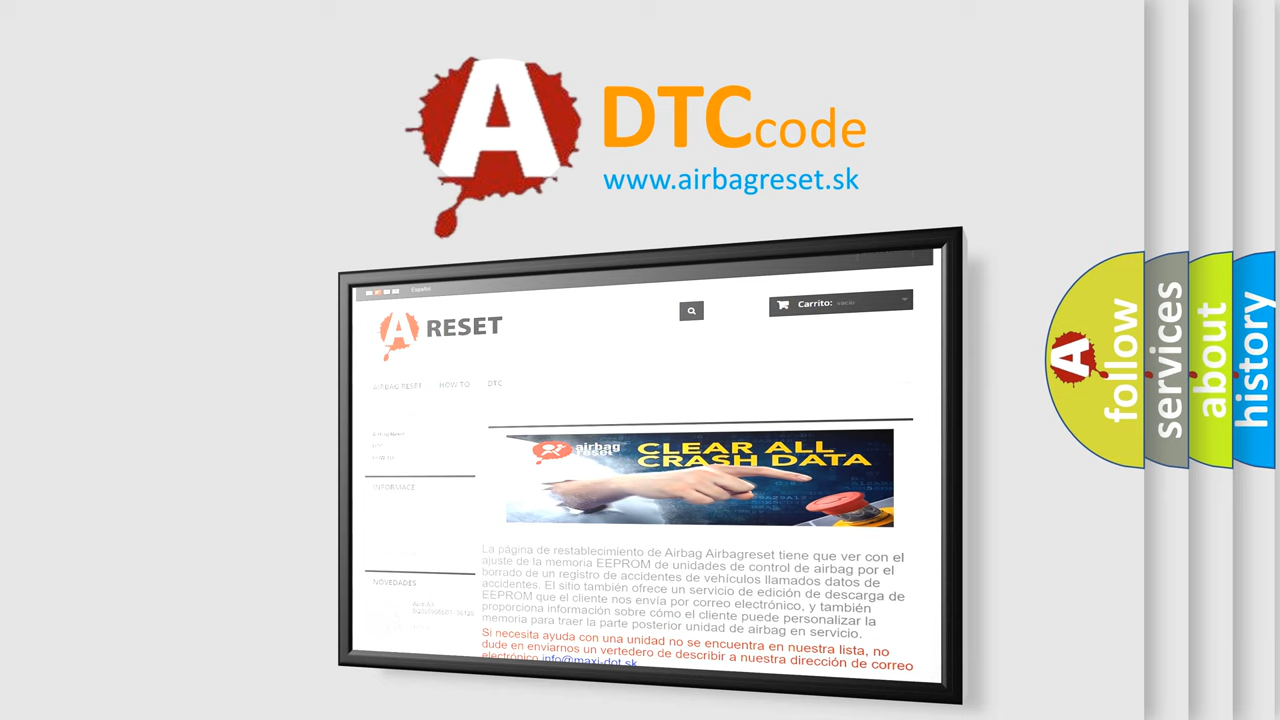 A
DTCcode
www.airbagreset.sk
Español
A RESET
Carrito: vacío
AIRBAG RESET HOW TO DTC
INFORMACE
NOVEDADES
airbag
reset
CLEAR ALL
CRASH DATA
La página de restablecimiento de Airbag Airbagreset tiene que ver con el
ajuste de la memoria EEPROM de unidades de control de airbag por el
borrado de un registro de accidentes de vehículos llamados datos de
accidentes. El sitio también ofrece un servicio de edición de descarga de
EEPROM que el cliente nos envía por correo electrónico, y también
proporciona información sobre cómo el cliente puede personalizar la
memoria para traer la parte posterior unidad de airbag en servicio.
Si necesita ayuda con una unidad no se encuentra en nuestra lista, no
dude en enviarnos un vertedero de describir a nuestra dirección de correo
electrónico info@maxi-dot.sk
A
follow
services
about
history